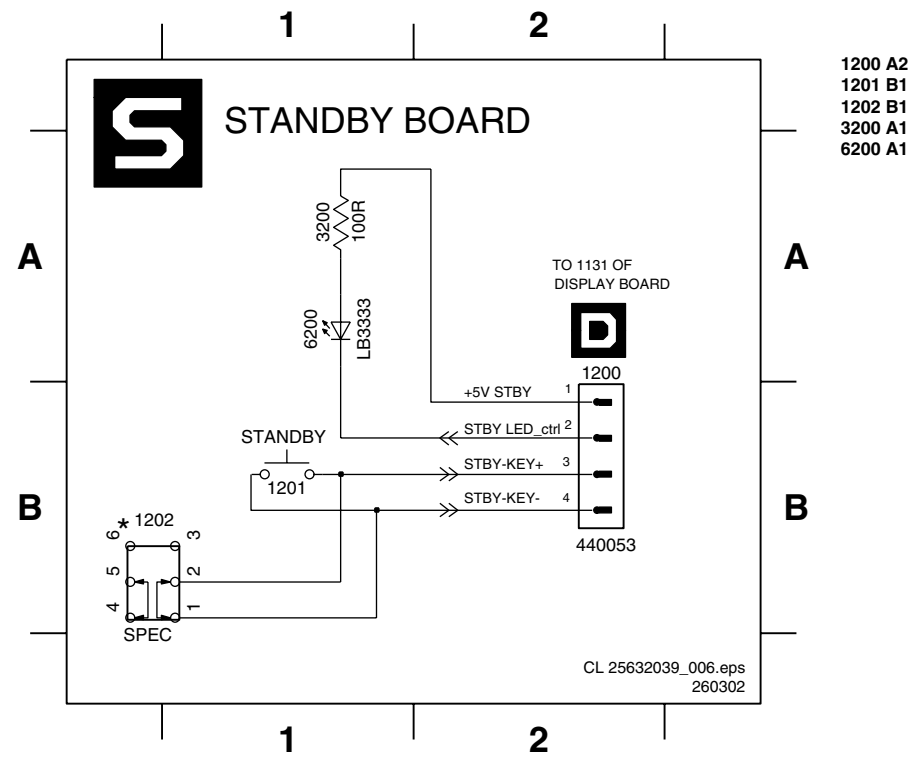 1 2
1200 A2
1201 B1
1202 B1
3200 A1
6200 A1
S STANDBY BOARD
3200
100R
A A
TO 1131 OF
DISPLAY BOARD
D
6200
LB3333
1200
+5V STBY 1
STBY LED_ctrl 2
STANDBY
STBY-KEY+ 3
1201
STBY-KEY- 4
B B
* 1202
6 3
440053
5 2
4 1
SPEC
CL 25632039_006.eps
260302
1 2